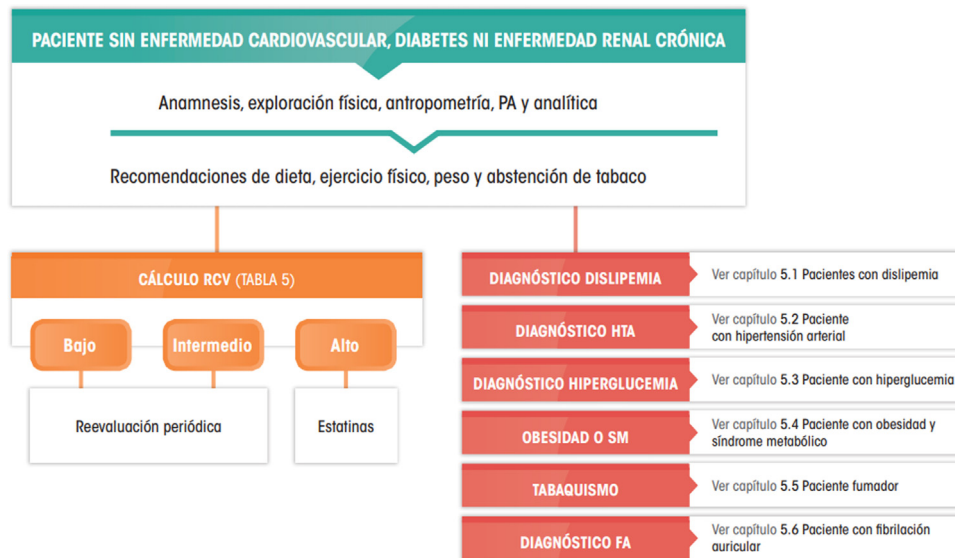 PACIENTE SIN ENFERMEDAD CARDIOVASCULAR, DIABETES NI ENFERMEDAD RENAL CRÓNICA
Anamnesis, exploración física, antropometría, PA y analítica
Recomendaciones de dieta, ejercicio físico, peso y abstención de tabaco
CÁLCULO RCV (TABLA 5)
Bajo
Intermedio
Alto
Reevaluación periódica
Estatinas
DIAGNÓSTICO DISLIPEMIA
Ver capítulo 5.1 Pacientes con dislipemia
DIAGNÓSTICO HTA
Ver capítulo 5.2 Paciente
con hipertensión arterial
DIAGNÓSTICO HIPERGLUCEMIA
Ver capítulo 5.3 Paciente con hiperglucemia
OBESIDAD O SM
Ver capítulo 5.4 Paciente con obesidad y
síndrome metabólico
TABAQUISMO
Ver capítulo 5.5 Paciente fumador
DIAGNÓSTICO FA
Ver capítulo 5.6 Paciente con fibrilación
auricular